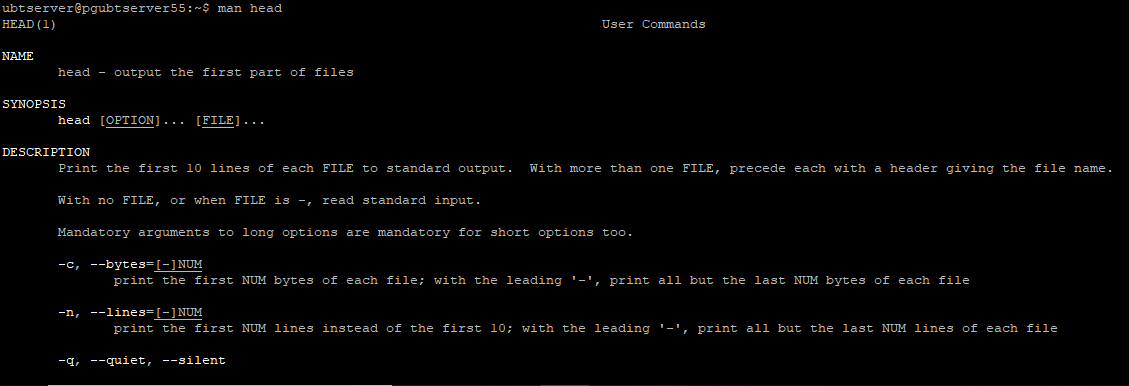 ubtserver@pgubtserver55:~$ man head
HEAD(1) User Commands
NAME
head - output the first part of files
SYNOPSIS
head [OPTION]... [FILE]...
DESCRIPTION
Print the first 10 lines of each FILE to standard output.  With more than one FILE, precede each with a header giving the file name.
With no FILE, or when FILE is -, read standard input.
Mandatory arguments to long options are mandatory for short options too.
-c, --bytes=[-]NUM
print the first NUM bytes of each file; with the leading '-', print all but the last NUM bytes of each file
-n, --lines=[-]NUM
print the first NUM lines instead of the first 10; with the leading '-', print all but the last NUM lines of each file
-q, --quiet, --silent